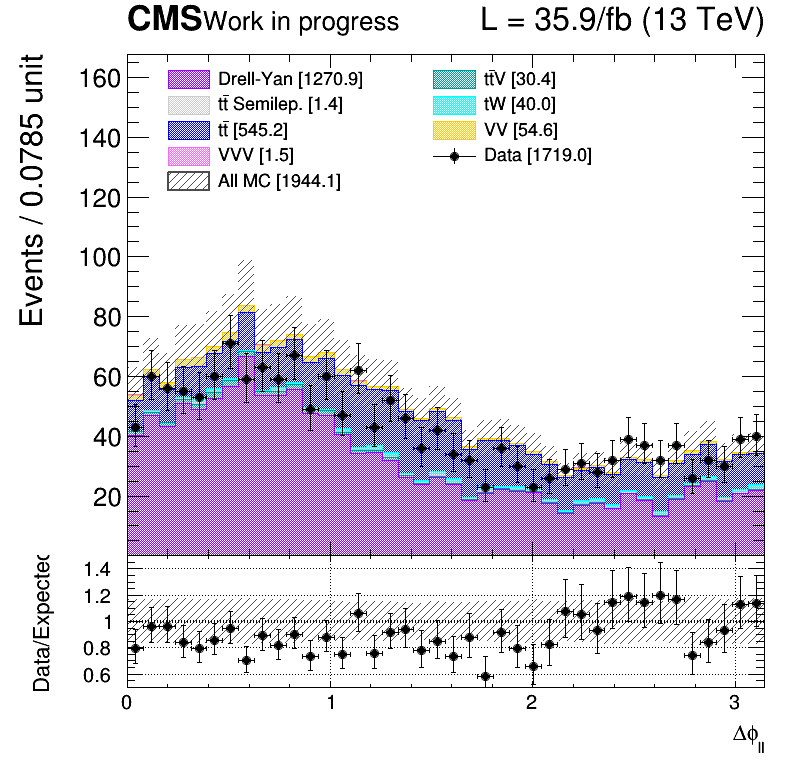 CMS Work in progress L = 35.9/fb (13 TeV)
Events / 0.0785 unit
160
140
120
100
80
60
40
20
Drell-Yan [1270.9]
tt̄ Semilep. [1.4]
tt̄ [545.2]
VVV [1.5]
All MC [1944.1]
tt̄V [30.4]
tW [40.0]
VV [54.6]
Data [1719.0]
Data/Expected
1.4
1.2
1
0.8
0.6
0 1 2 3
Δϕ_ll